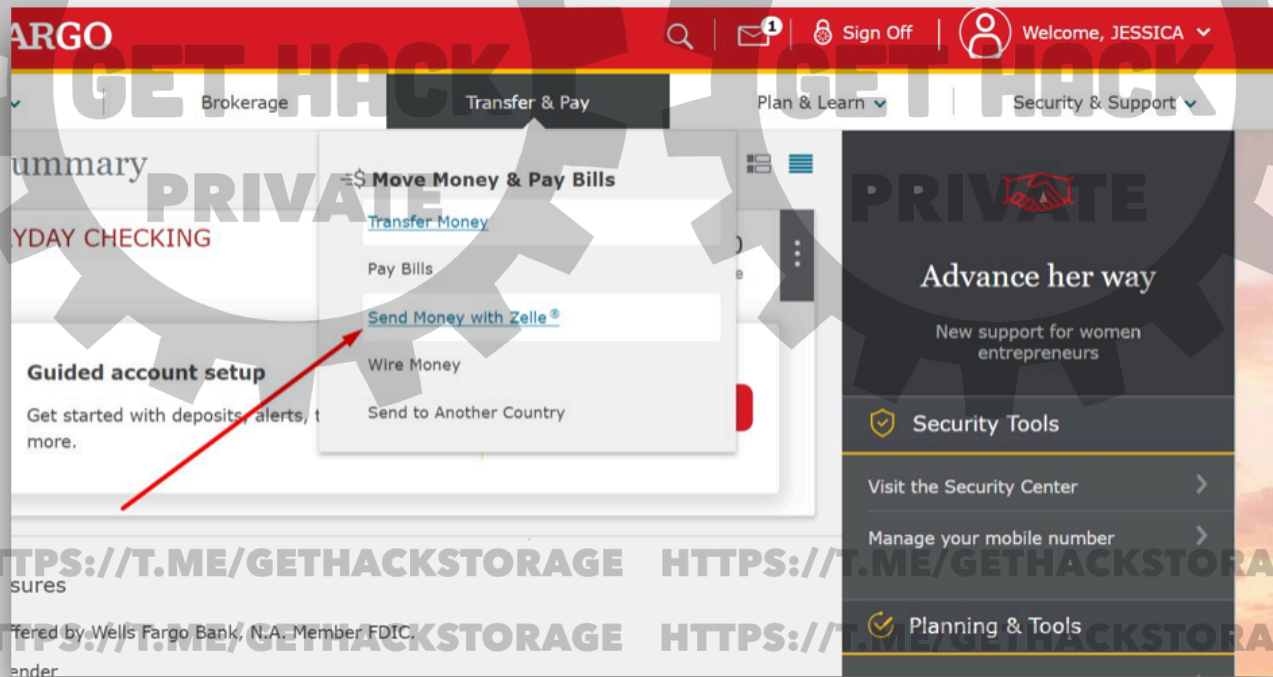 ARGO
1
Sign Off
Welcome, JESSICA
GET HACK
GET HACK
Brokerage
Transfer & Pay
Plan & Learn
Security & Support
ummary
Move Money & Pay Bills
PRIVATE
PRIVATE
Transfer Money
YDAY CHECKING
Pay Bills
Advance her way
Send Money with Zelle®
New support for women
entrepreneurs
Wire Money
Guided account setup
Send to Another Country
Get started with deposits, alerts, t
more.
Security Tools
Visit the Security Center
Manage your mobile number
TTPS://T.ME/GETHACKSTORAGE HTTPS://T.ME/GETHACKSTORA
sures
ffered by Wells Fargo Bank, N.A. Member FDIC.
Planning & Tools
TTPS://T.ME/GETHACKSTORAGE HTTPS://T.ME/GETHACKSTORA
ender